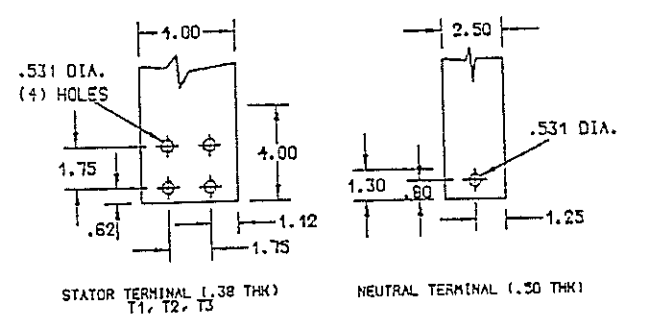 4.00
2.50
.531 DIA.
(4) HOLES
.531 DIA.
1.75
4.00
1.30
.80
.62
1.12
1.25
1.75
STATOR TERMINAL (.38 THK)
T1, T2, T3
NEUTRAL TERMINAL (.50 THK)